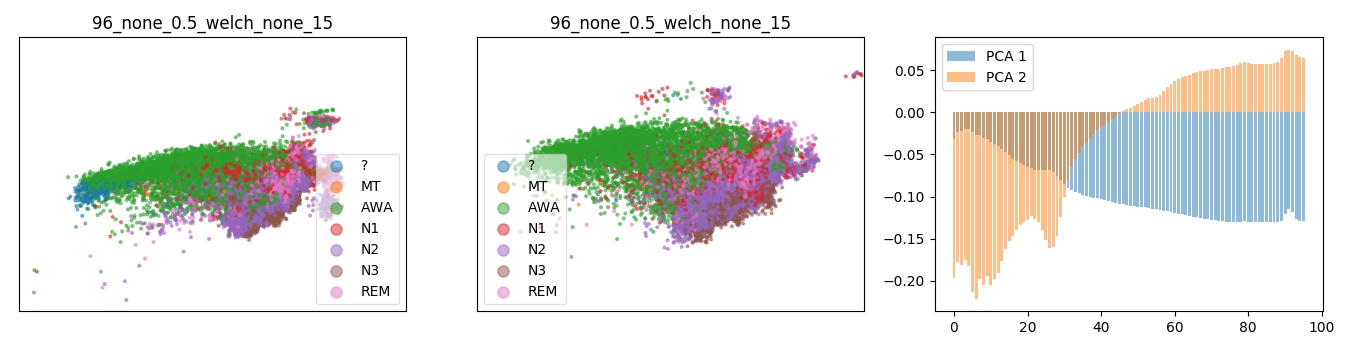 96_none_0.5_welch_none_15
?
MT
AWA
N1
N2
N3
REM
96_none_0.5_welch_none_15
?
MT
AWA
N1
N2
N3
REM
PCA 1
PCA 2
0.05
0.00
−0.05
−0.10
−0.15
−0.20
0 20 40 60 80 100